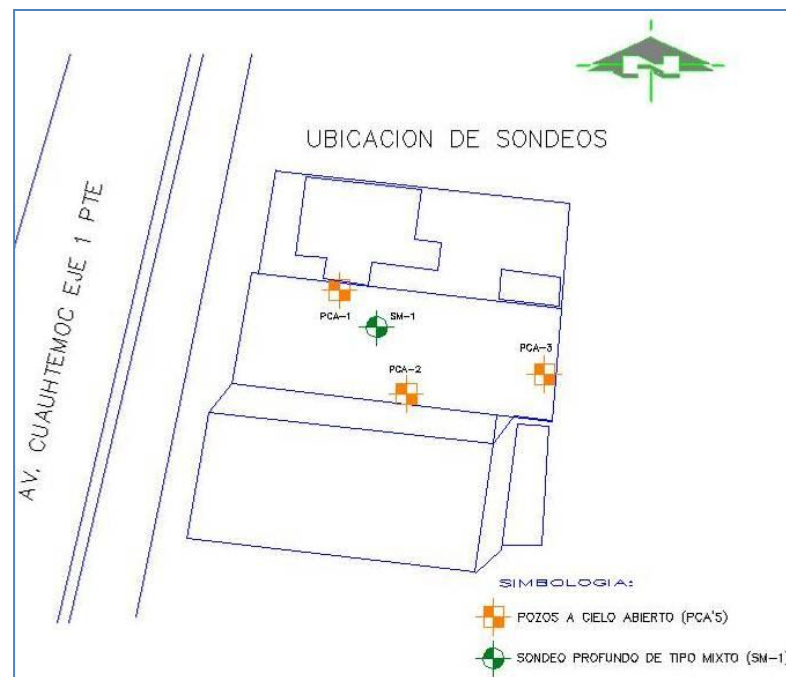 N
UBICACION DE SONDEOS
AV. CUAUHTEMOC EJE 1 PTE
PCA-1
SM-1
PCA-2
PCA-3
SIMBOLOGIA:
POZOS A CIELO ABIERTO (PCA'S)
SONDEO PROFUNDO DE TIPO MIXTO (SM-1)